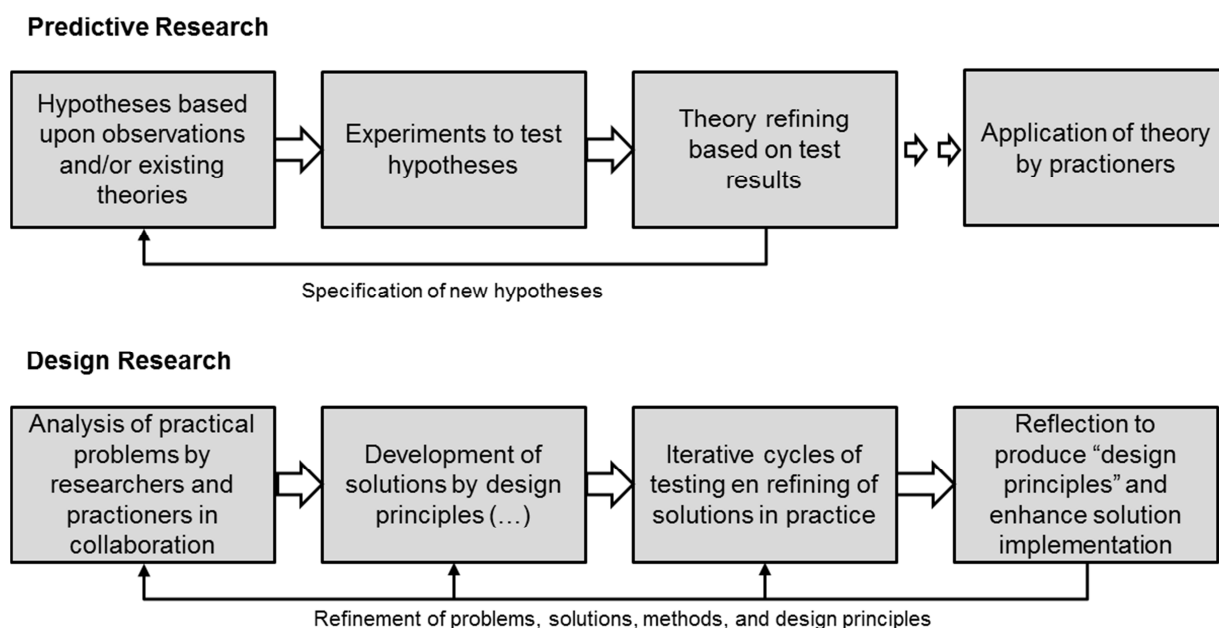 Predictive Research
Hypotheses based
upon observations
and/or existing
theories
Experiments to test
hypotheses
Theory refining
based on test
results
Application of theory
by practioners
Specification of new hypotheses
Design Research
Analysis of practical
problems by
researchers and
practioners in
collaboration
Development of
solutions by design
principles (…)
Iterative cycles of
testing en refining of
solutions in practice
Reflection to
produce “design
principles” and
enhance solution
implementation
Refinement of problems, solutions, methods, and design principles